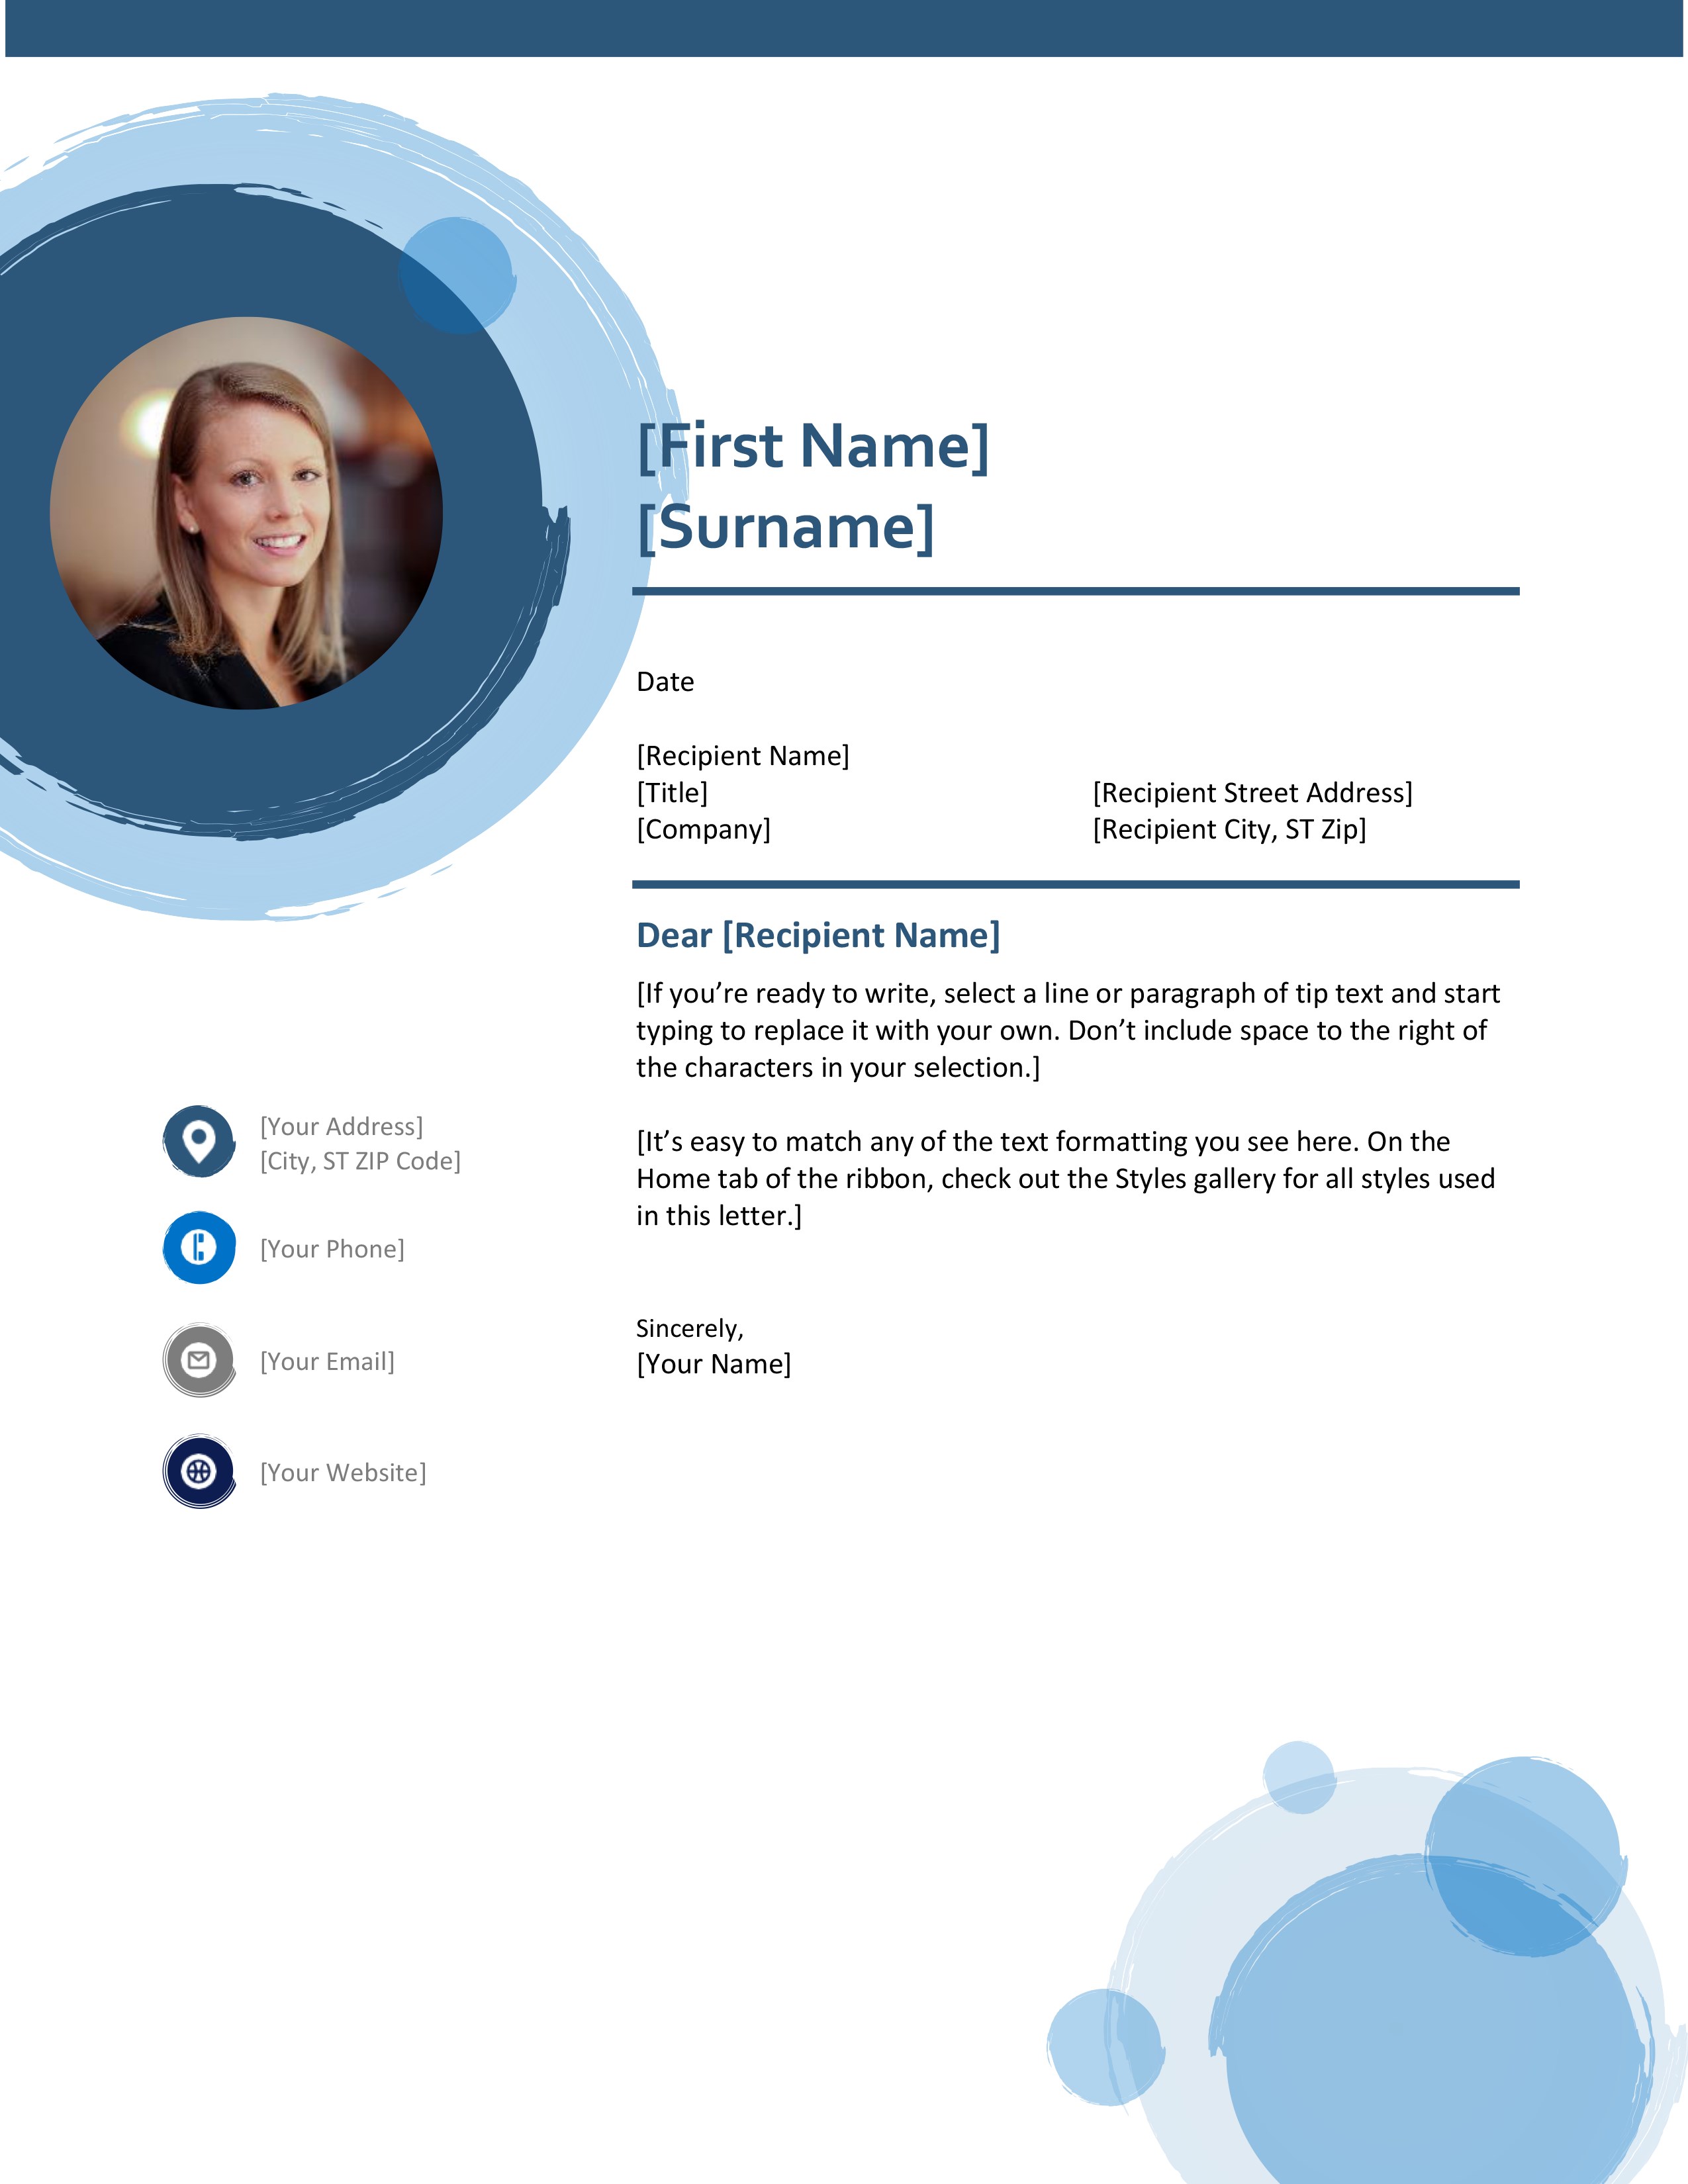 [First Name]
[Surname]
Date
[Recipient Name]
[Title]
[Company]
[Recipient Street Address]
[Recipient City, ST Zip]
Dear [Recipient Name]
[If you’re ready to write, select a line or paragraph of tip text and start
typing to replace it with your own. Don’t include space to the right of
the characters in your selection.]
[It’s easy to match any of the text formatting you see here. On the
Home tab of the ribbon, check out the Styles gallery for all styles used
in this letter.]
Sincerely,
[Your Name]
[Your Address]
[City, ST ZIP Code]
[Your Phone]
[Your Email]
[Your Website]